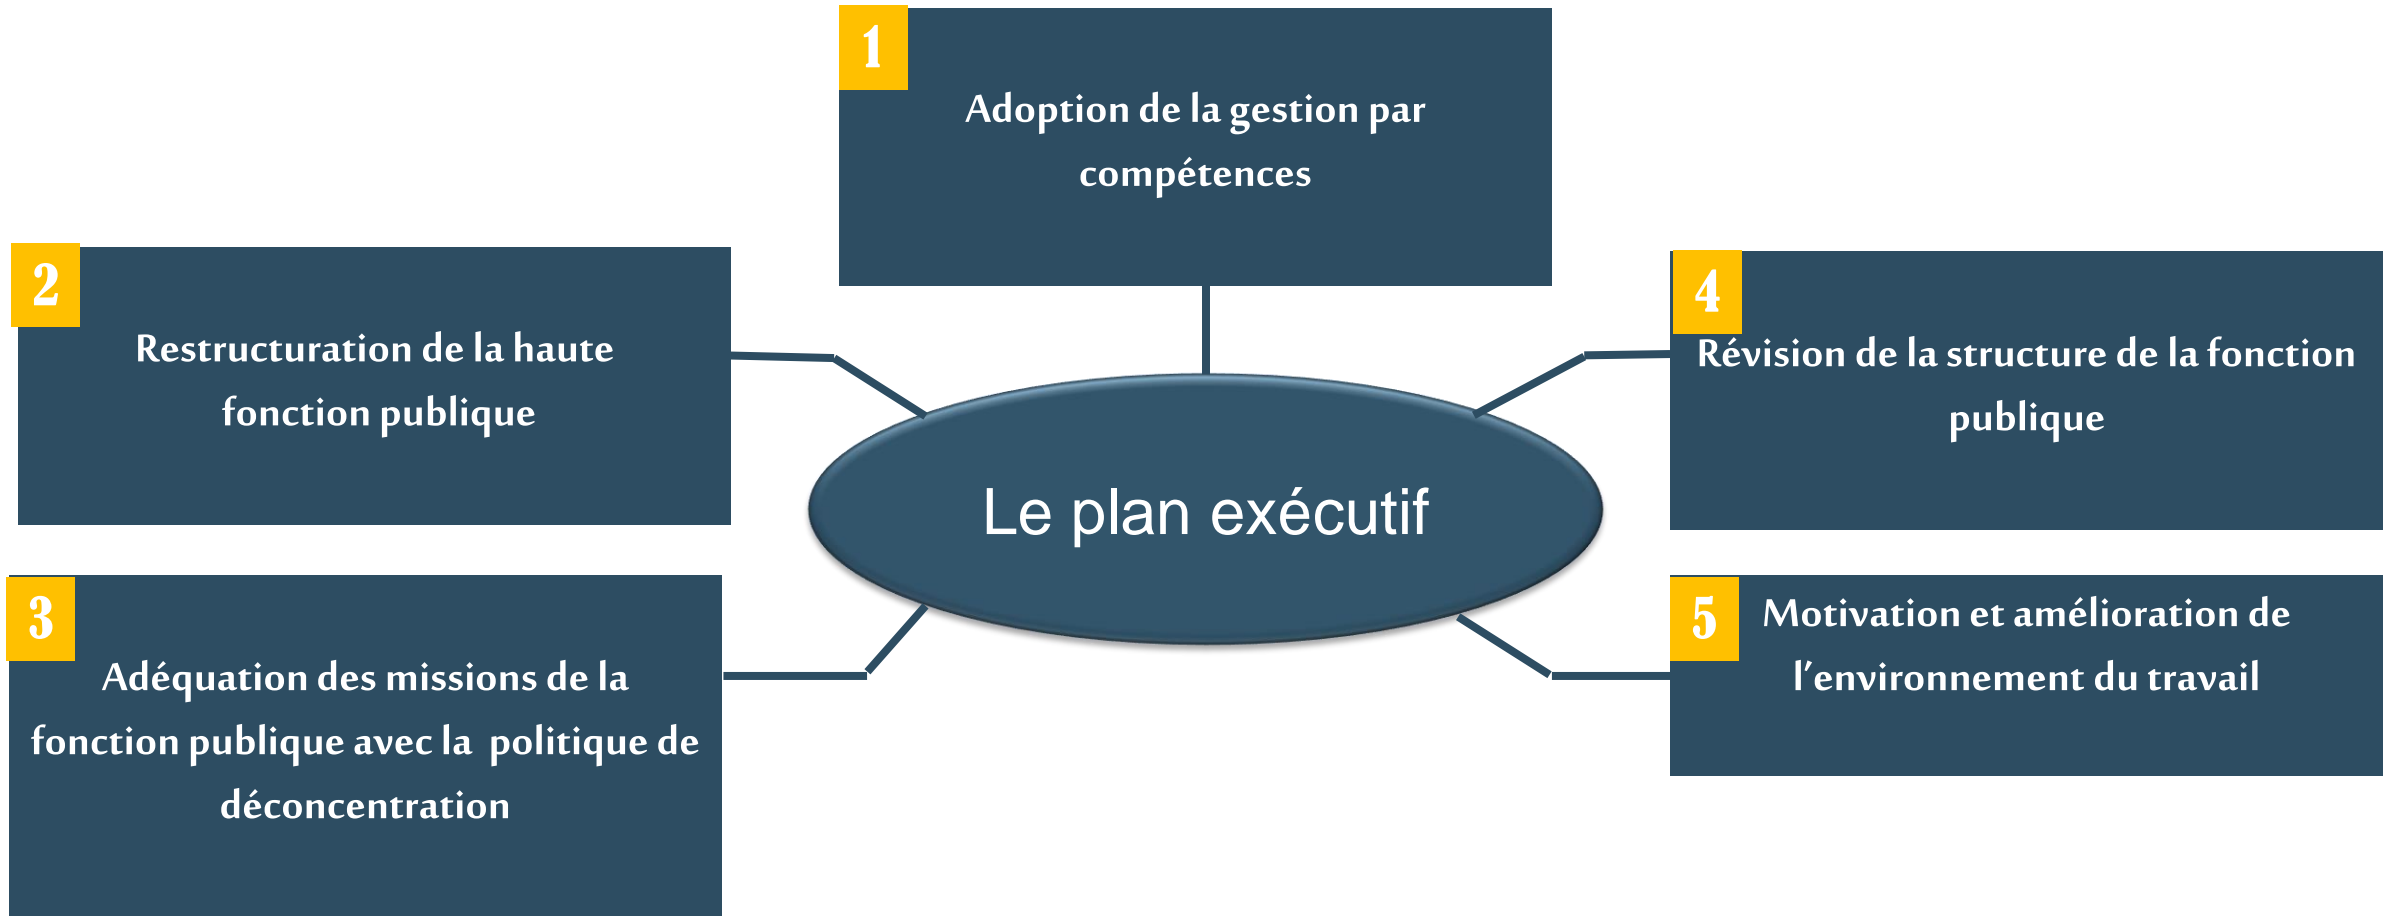 1
Adoption de la gestion par
compétences
2
Restructuration de la haute
fonction publique
3
Adéquation des missions de la
fonction publique avec la politique de
déconcentration
Le plan exécutif
4
Révision de la structure de la fonction
publique
5
Motivation et amélioration de
l’environnement du travail